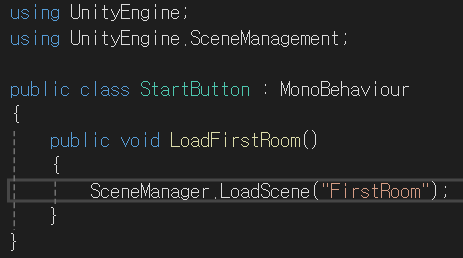 using UnityEngine;
using UnityEngine.SceneManagement;
public class StartButton : MonoBehaviour
{
public void LoadFirstRoom()
{
SceneManager.LoadScene("FirstRoom");
}
}